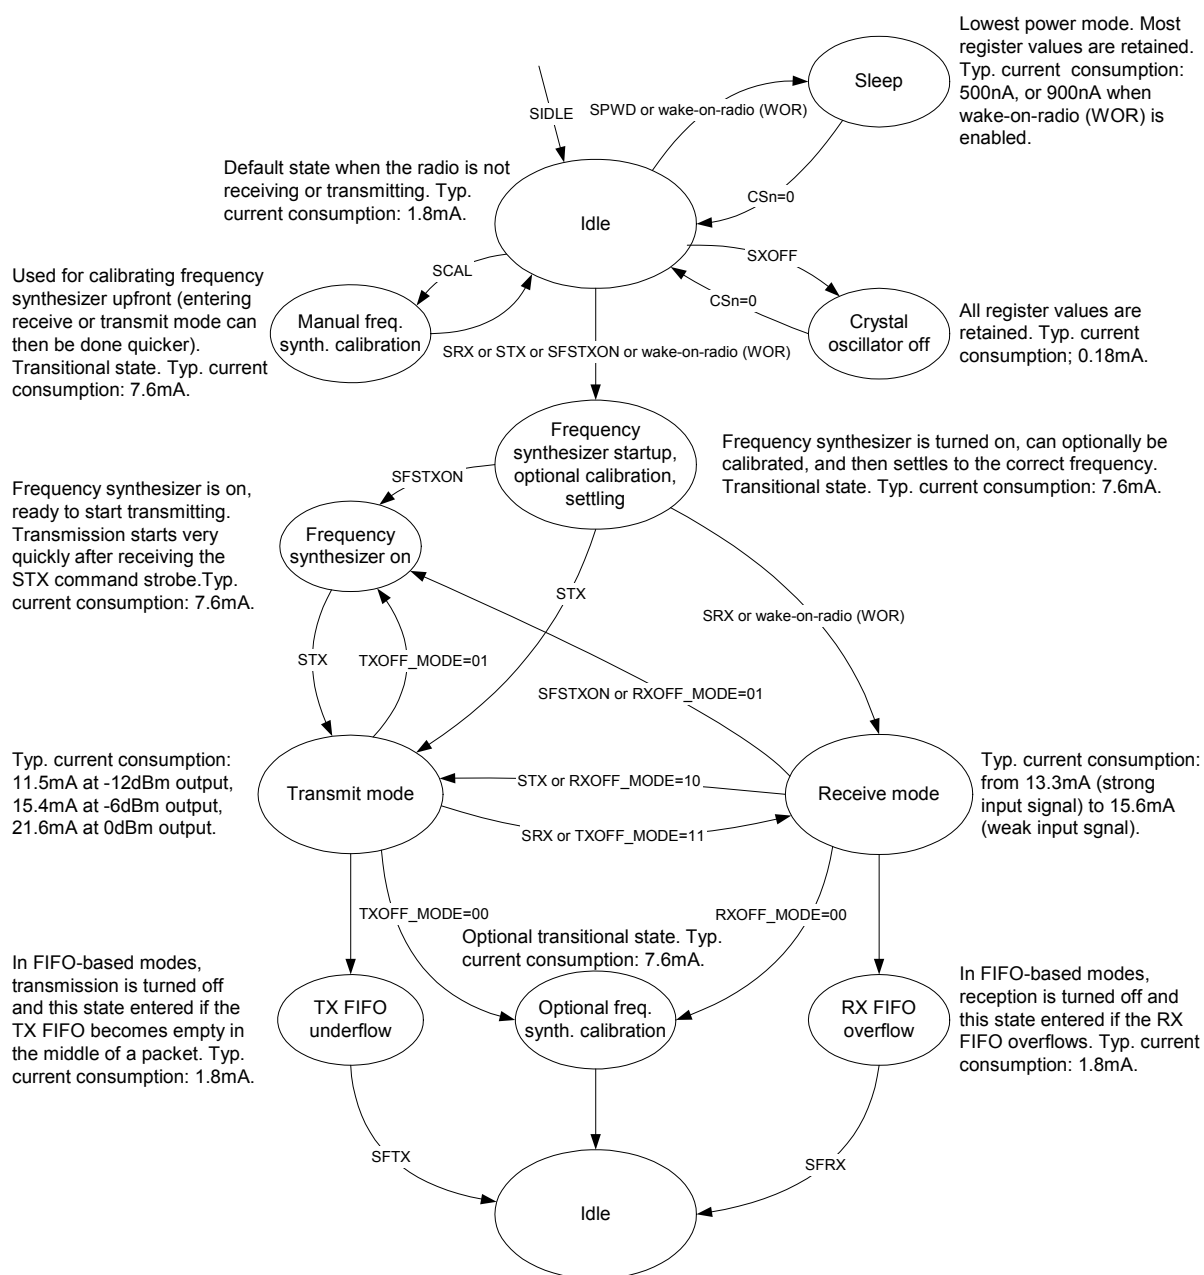 Lowest power mode. Most
register values are retained.
Typ. current  consumption:
500nA, or 900nA when
wake-on-radio (WOR) is
enabled.
Sleep
SIDLE
SPWD or wake-on-radio (WOR)
Default state when the radio is not
receiving or transmitting. Typ.
current consumption: 1.8mA.
CSn=0
Idle
SXOFF
SCAL
CSn=0
Used for calibrating frequency
synthesizer upfront (entering
receive or transmit mode can
then be done quicker).
Transitional state. Typ. current
consumption: 7.6mA.
Manual freq.
synth. calibration
Crystal
oscillator off
All register values are
retained. Typ. current
consumption; 0.18mA.
SRX or STX or SFSTXON or wake-on-radio (WOR)
Frequency
synthesizer startup,
optional calibration,
settling
Frequency synthesizer is turned on, can optionally be
calibrated, and then settles to the correct frequency.
Transitional state. Typ. current consumption: 7.6mA.
SFSTXON
Frequency synthesizer is on,
ready to start transmitting.
Transmission starts very
quickly after receiving the
STX command strobe.Typ.
current consumption: 7.6mA.
Frequency
synthesizer on
STX
SRX or wake-on-radio (WOR)
STX
TXOFF_MODE=01
SFSTXON or RXOFF_MODE=01
Typ. current consumption:
11.5mA at -12dBm output,
15.4mA at -6dBm output,
21.6mA at 0dBm output.
Transmit mode
STX or RXOFF_MODE=10
SRX or TXOFF_MODE=11
Receive mode
Typ. current consumption:
from 13.3mA (strong
input signal) to 15.6mA
(weak input sgnal).
TXOFF_MODE=00
RXOFF_MODE=00
Optional transitional state. Typ.
current consumption: 7.6mA.
In FIFO-based modes,
transmission is turned off
and this state entered if the
TX FIFO becomes empty in
the middle of a packet. Typ.
current consumption: 1.8mA.
TX FIFO
underflow
Optional freq.
synth. calibration
RX FIFO
overflow
In FIFO-based modes,
reception is turned off and
this state entered if the RX
FIFO overflows. Typ. current
consumption: 1.8mA.
SFTX
SFRX
Idle